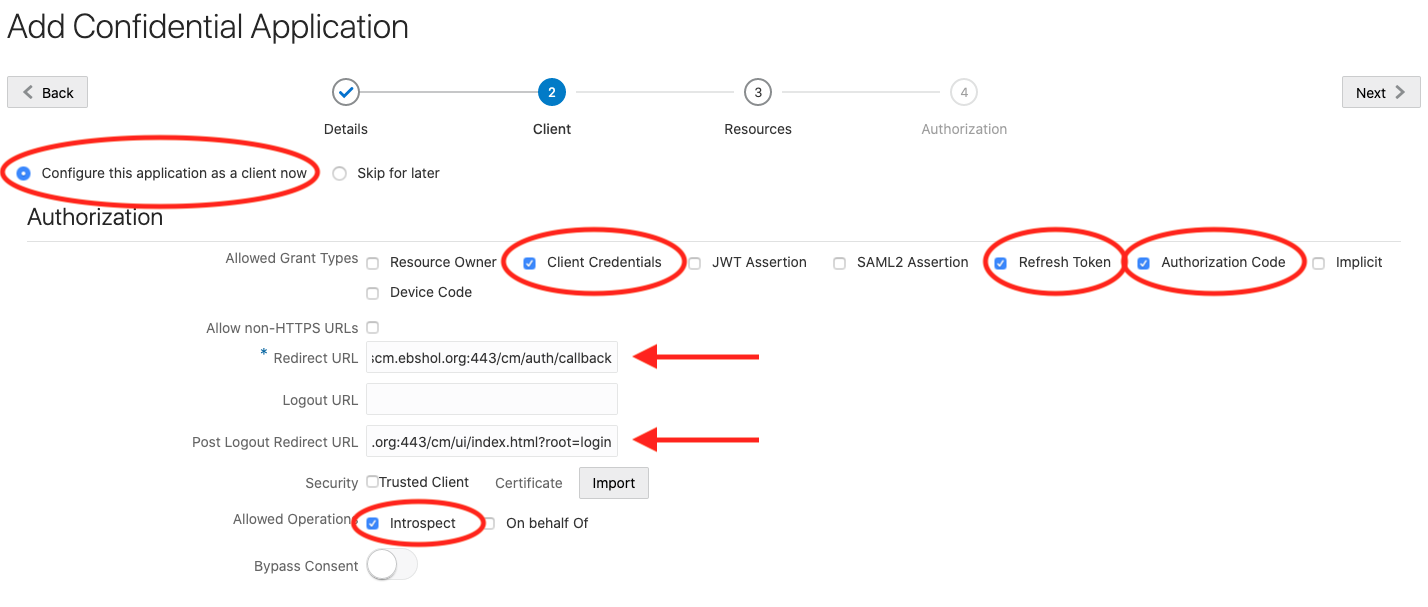 Add Confidential Application
Back
2
3
4
Next
Details
Client
Resources
Authorization
Configure this application as a client now
Skip for later
Authorization
Allowed Grant Types Resource Owner Client Credentials JWT Assertion SAML2 Assertion Refresh Token Authorization Code Implicit
Device Code
Allow non-HTTPS URLs
* Redirect URL scm.ebshol.org:443/cm/auth/callback
Logout URL
Post Logout Redirect URL .org:443/cm/ui/index.html?root=login
Security Trusted Client Certificate Import
Allowed Operations Introspect On behalf Of
Bypass Consent